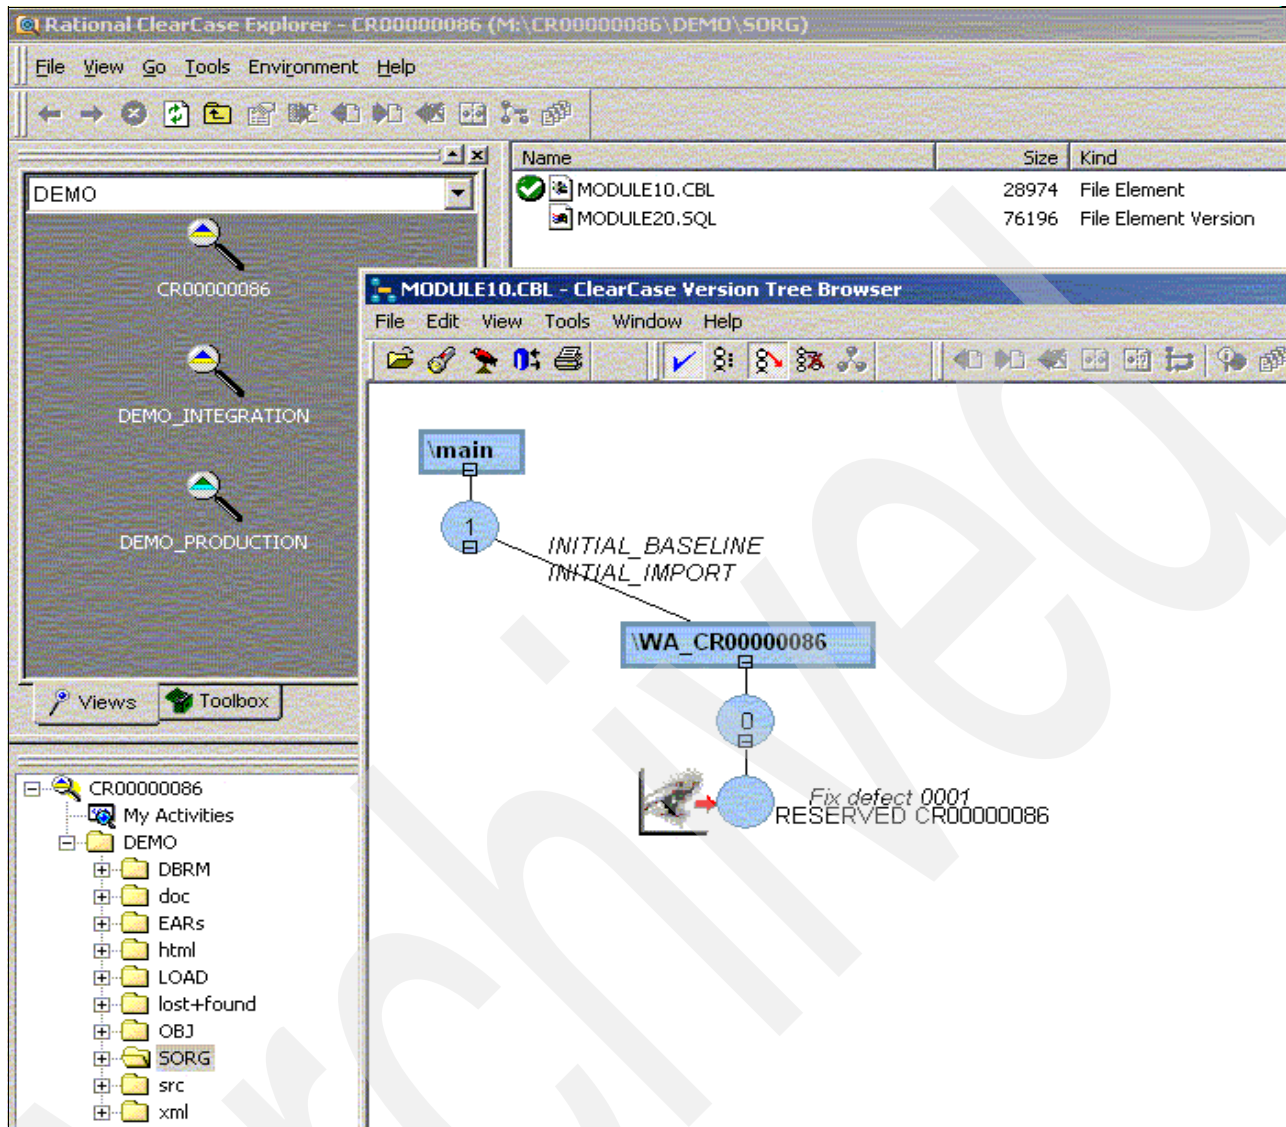 Rational ClearCase Explorer - CR00000086 (M:\CR00000086\DEMO\SORG)
File View Go Tools Environment Help
Name Size Kind
DEMO
MODULE10.CBL 28974 File Element
MODULE20.SQL 76196 File Element Version
CR00000086
DEMO_INTEGRATION
DEMO_PRODUCTION
Views Toolbox
MODULE10.CBL - ClearCase Version Tree Browser
File Edit View Tools Window Help
\main
1
INITIAL_BASELINE
INITIAL_IMPORT
\WA_CR00000086
0
Fix defect 0001
RESERVED CR00000086
CR00000086
My Activities
DEMO
DBRM
doc
EARs
html
LOAD
lost+found
OBJ
SORG
src
xml
Archived